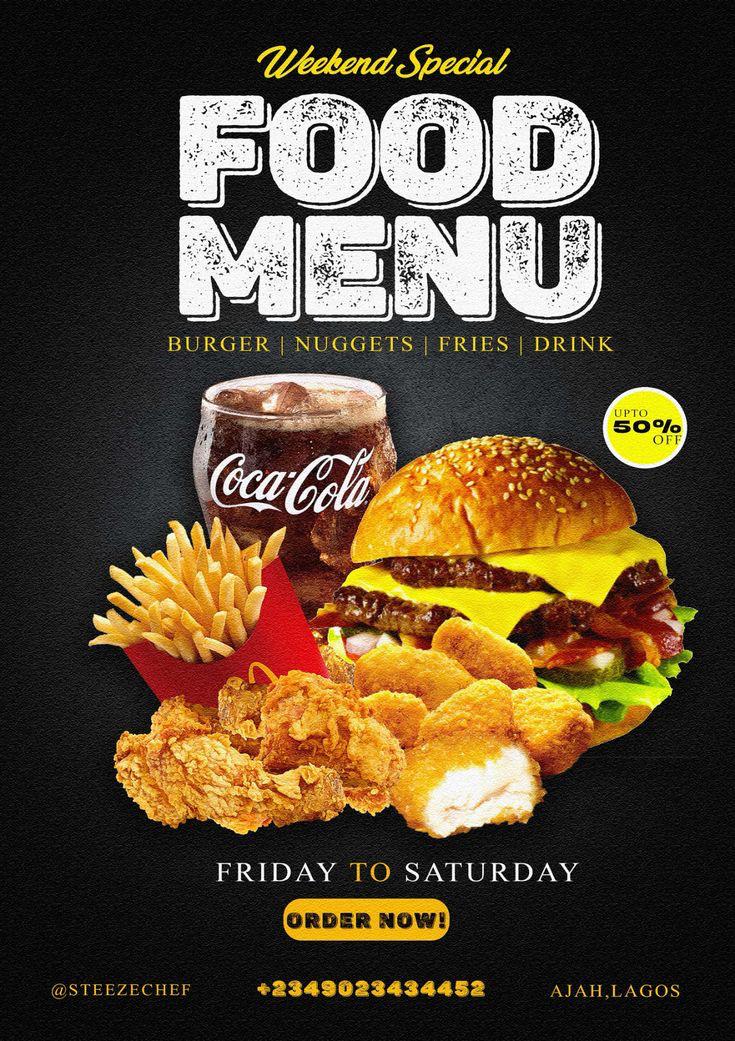 Weekend Special
FOOD
MENU
BURGER | NUGGETS | FRIES | DRINK
UPTO
50%
OFF
Coca-Cola
FRIDAY TO SATURDAY
ORDER NOW!
@STEEZECHEF
+2349023434452
AJAH,LAGOS